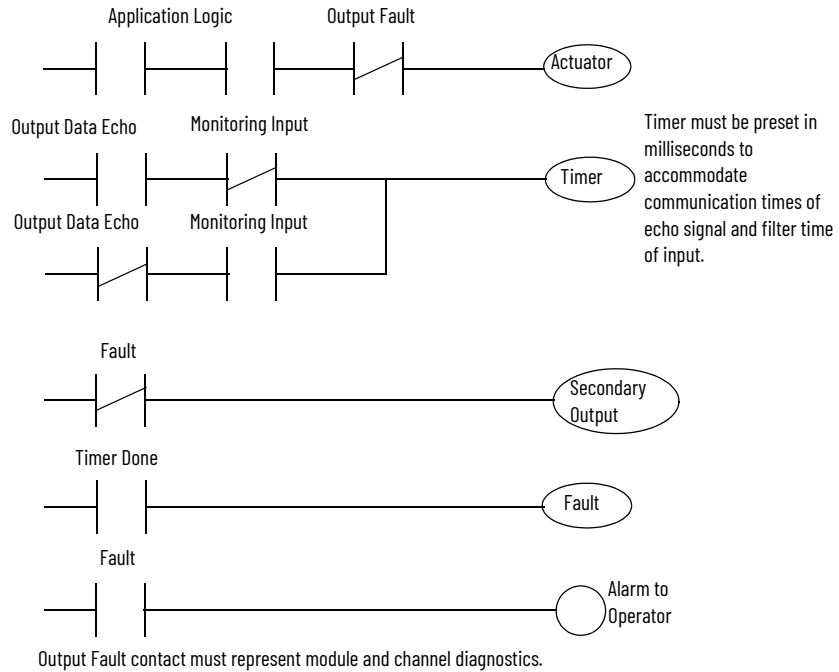 Application Logic
Output Fault
Actuator
Output Data Echo
Monitoring Input
Timer
Timer must be preset in
milliseconds to
accommodate
communication times of
echo signal and filter time
of input.
Output Data Echo
Monitoring Input
Fault
Secondary
Output
Timer Done
Fault
Fault
Alarm to
Operator
Output Fault contact must represent module and channel diagnostics.